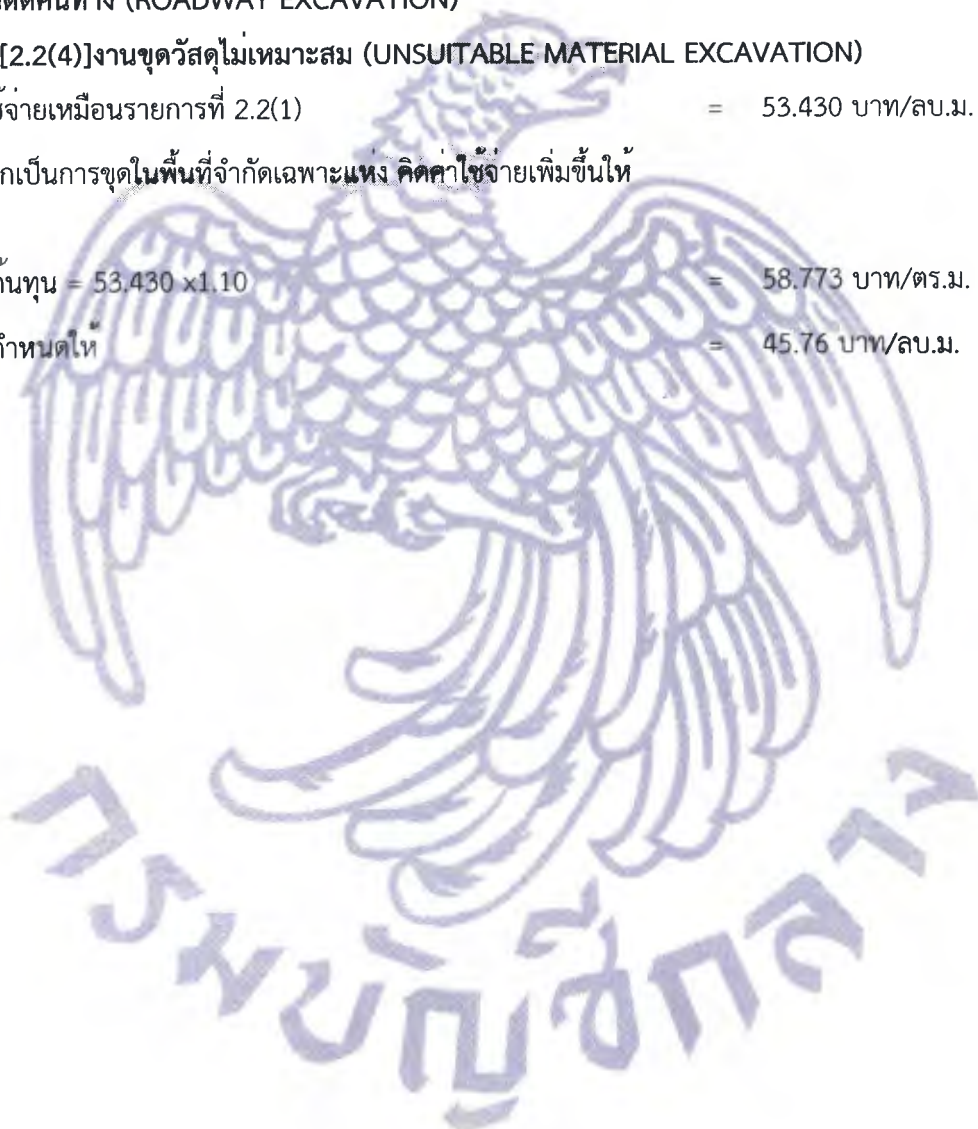 (ROADWAY EXCAVATION)
[2.2(4)]งานขุดวัสดุไม่เหมาะสม (UNSUITABLE MATERIAL EXCAVATION)
จ่ายเหมือนรายการที่ 2.2(1) = 53.430 บาท/ลบ.ม.
กเป็นการขุดในพื้นที่จำกัดเฉพาะแห่ง คิดค่าใช้จ่ายเพิ่มขึ้นให้
นทุน = 53.430 x1.10 = 58.773 บาท/ตร.ม.
กำหนดให้ = 45.76 บาท/ลบ.ม.
กรมบัญชีกลาง